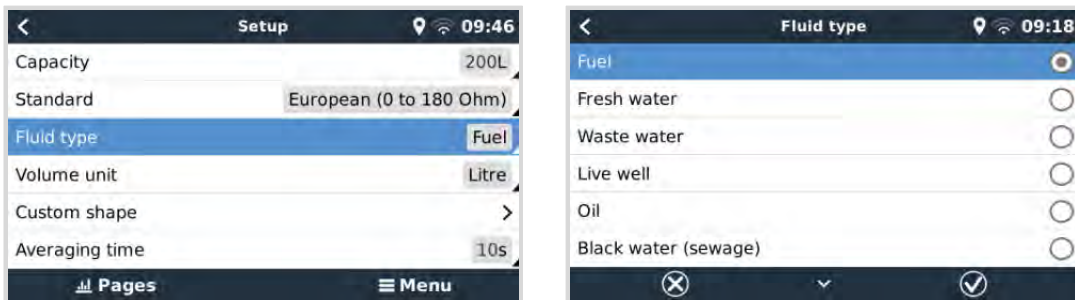 Setup 09:46
Capacity 200L
Standard European (0 to 180 Ohm)
Fluid type Fuel
Volume unit Litre
Custom shape
Averaging time 10s
Pages Menu
Fluid type 09:18
Fuel
Fresh water
Waste water
Live well
Oil
Black water (sewage)